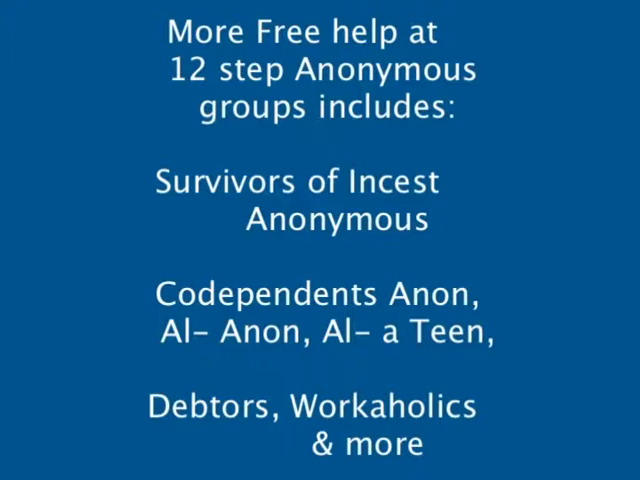 More Free help at
12 step Anonymous
groups includes:
Survivors of Incest
Anonymous
Codependents Anon,
Al- Anon, Al- a Teen,
Debtors, Workaholics
& more